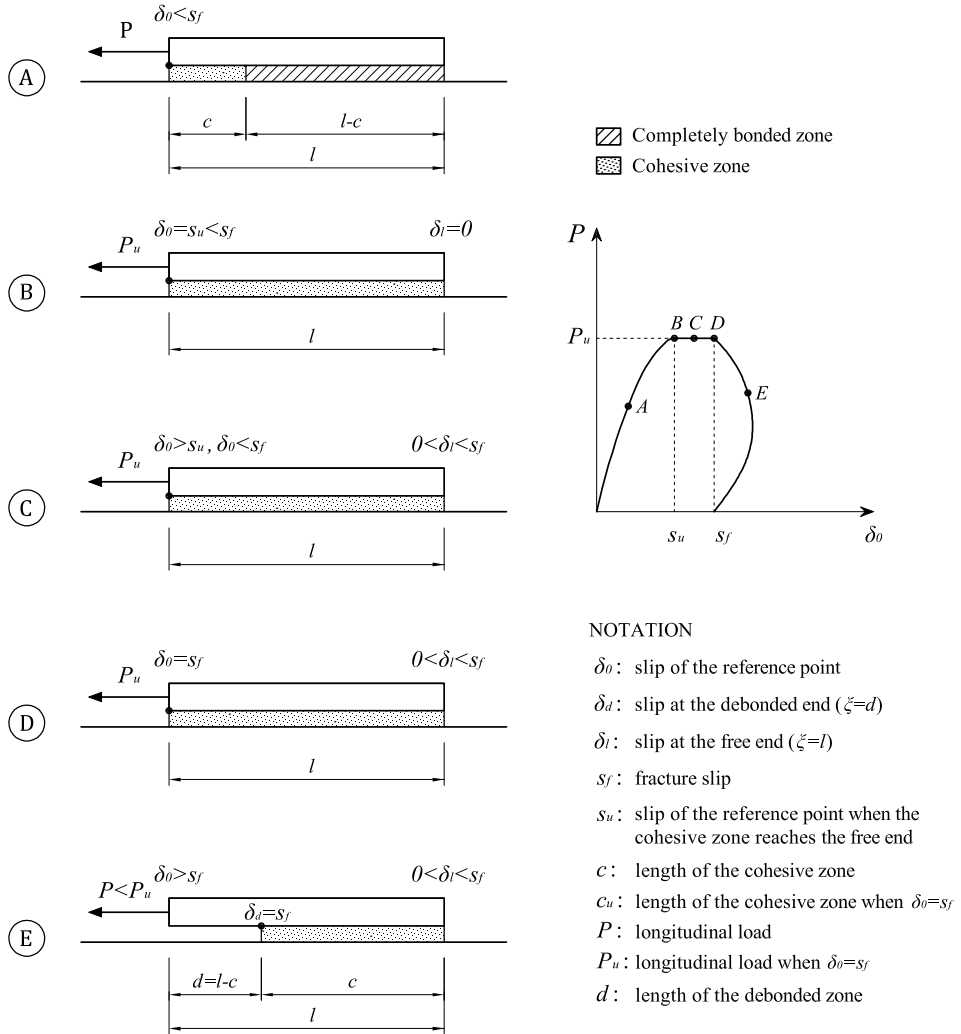 δ0<sf
P
A
c
l-c
l
Completely bonded zone
Cohesive zone
δ0=su<sf
δl=0
Pu
B
l
P
Pu
B
C
D
A
E
su
sf
δ0
δ0>su, δ0<sf
0<δl<sf
Pu
C
l
δ0=sf
0<δl<sf
Pu
D
l
δ0>sf
0<δl<sf
P<Pu
δd=sf
E
d=l-c
c
l
NOTATION
δ0: slip of the reference point
δd: slip at the debonded end (ξ=d)
δl: slip at the free end (ξ=l)
sf: fracture slip
su: slip of the reference point when the
cohesive zone reaches the free end
c: length of the cohesive zone
cu: length of the cohesive zone when δ0=sf
P: longitudinal load
Pu: longitudinal load when δ0=sf
d: length of the debonded zone